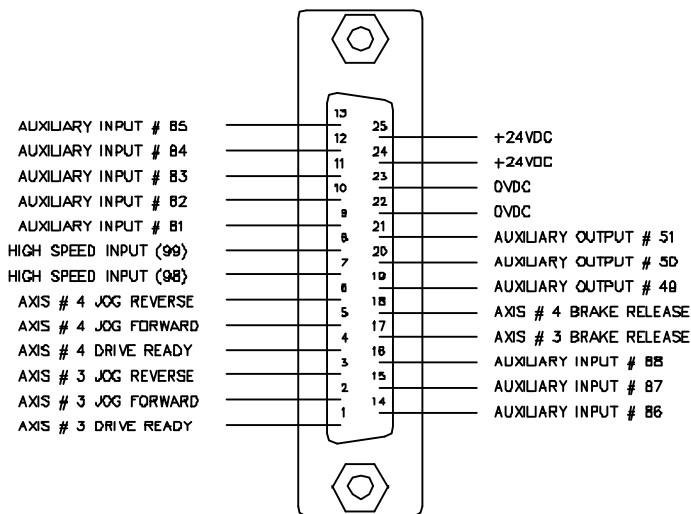 AUXILIARY INPUT # 85
AUXILIARY INPUT # 84
AUXILIARY INPUT # 83
AUXILIARY INPUT # 82
AUXILIARY INPUT # 81
HIGH SPEED INPUT (99)
HIGH SPEED INPUT (98)
AXIS # 4 JOG REVERSE
AXIS # 4 JOG FORWARD
AXIS # 4 DRIVE READY
AXIS # 3 JOG REVERSE
AXIS # 3 JOG FORWARD
AXIS # 3 DRIVE READY
13
12
11
10
9
8
7
6
5
4
3
2
1
25
24
23
22
21
20
19
18
17
16
15
14
+24VDC
+24VDC
0VDC
0VDC
AUXILIARY OUTPUT # 51
AUXILIARY OUTPUT # 50
AUXILIARY OUTPUT # 49
AXIS # 4 BRAKE RELEASE
AXIS # 3 BRAKE RELEASE
AUXILIARY INPUT # 88
AUXILIARY INPUT # 87
AUXILIARY INPUT # 86